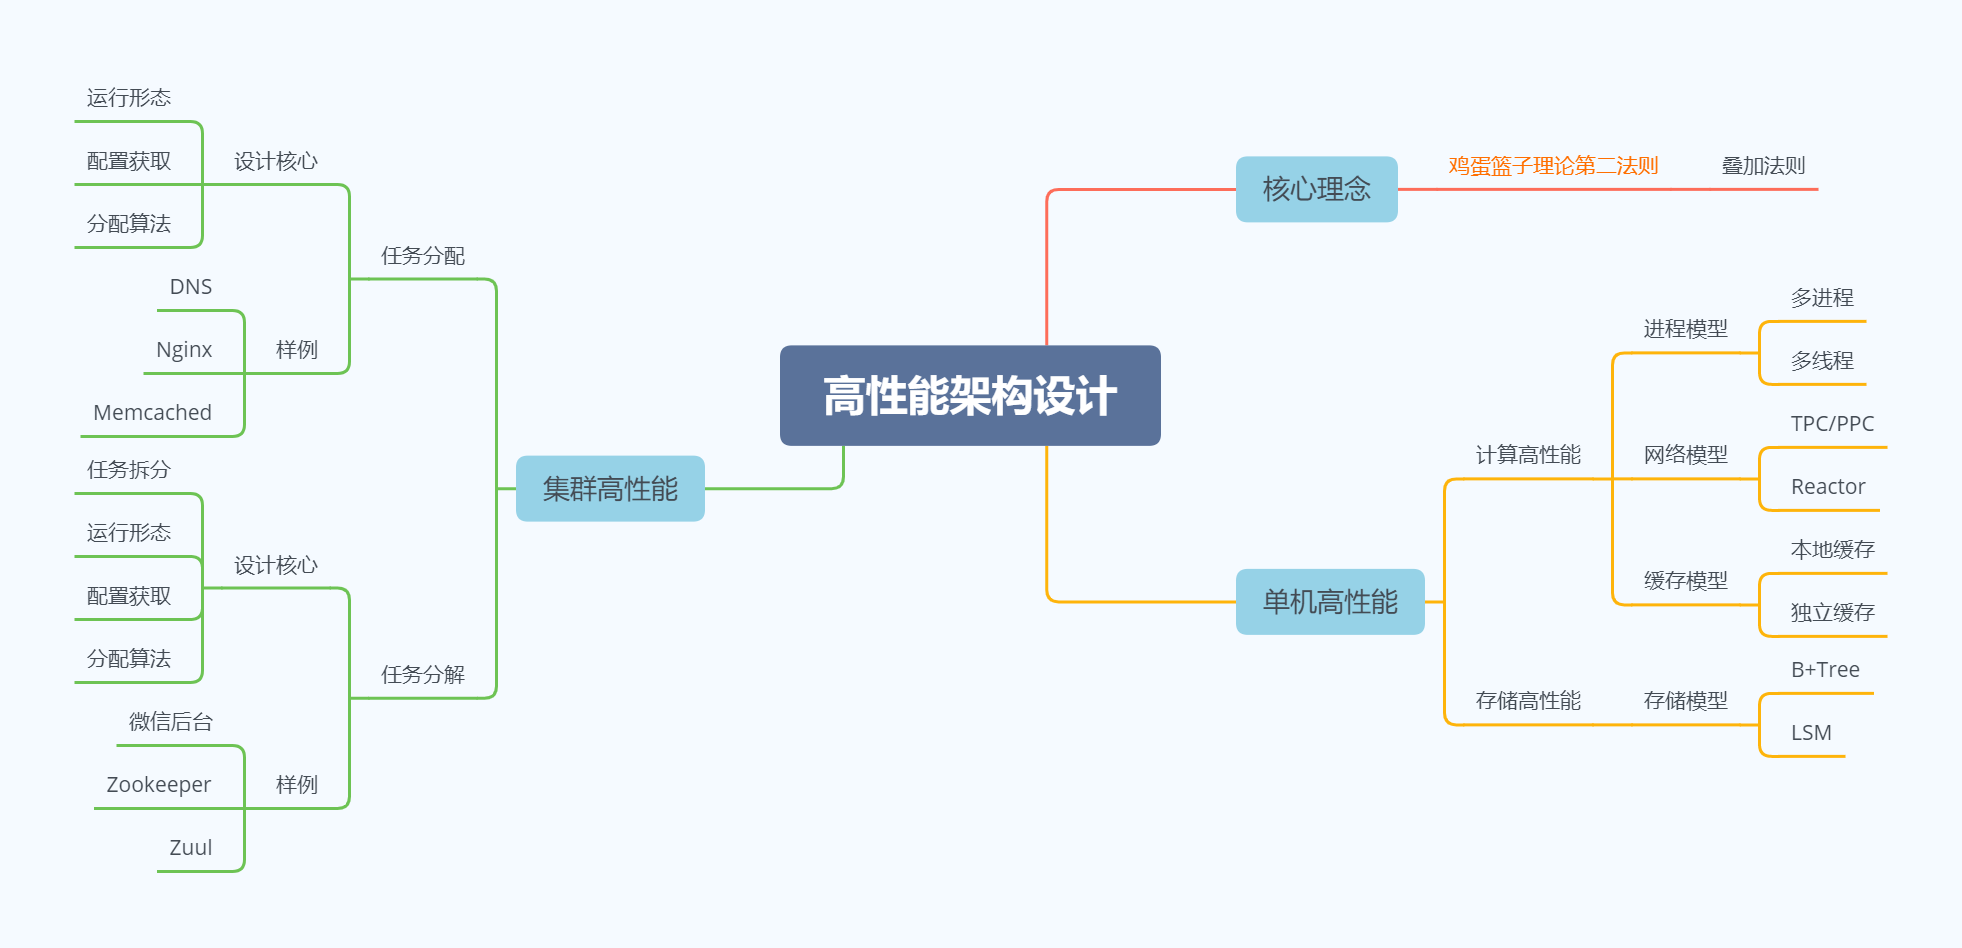 高性能架构设计
核心理念
鸡蛋篮子理论第二法则
叠加法则
单机高性能
计算高性能
进程模型
多进程
多线程
网络模型
TPC/PPC
Reactor
缓存模型
本地缓存
独立缓存
存储高性能
存储模型
B+Tree
LSM
集群高性能
任务分配
设计核心
运行形态
配置获取
分配算法
样例
DNS
Nginx
Memcached
任务分解
设计核心
任务拆分
运行形态
配置获取
分配算法
样例
微信后台
Zookeeper
Zuul